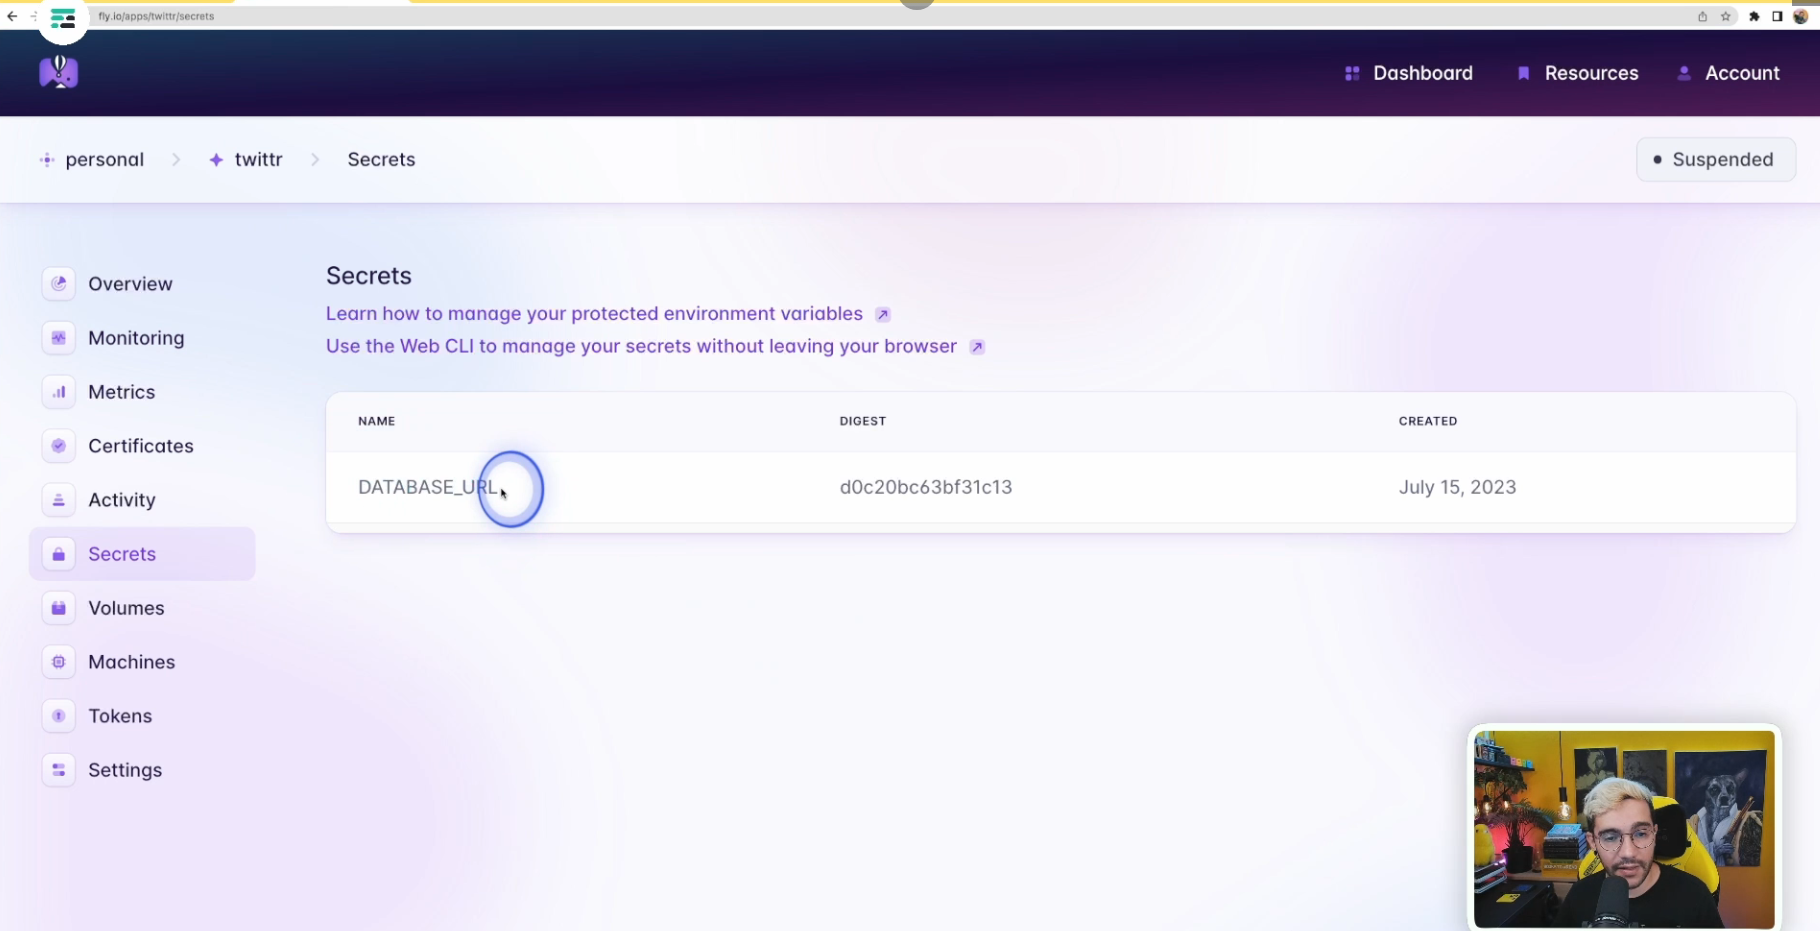 fly.io/apps/twittr/secrets
Dashboard
Resources
Account
personal
twittr
Secrets
Suspended
Overview
Monitoring
Metrics
Certificates
Activity
Secrets
Volumes
Machines
Tokens
Settings
Secrets
Learn how to manage your protected environment variables
Use the Web CLI to manage your secrets without leaving your browser
NAME DIGEST CREATED
DATABASE_URL d0c20bc63bf31c13 July 15, 2023